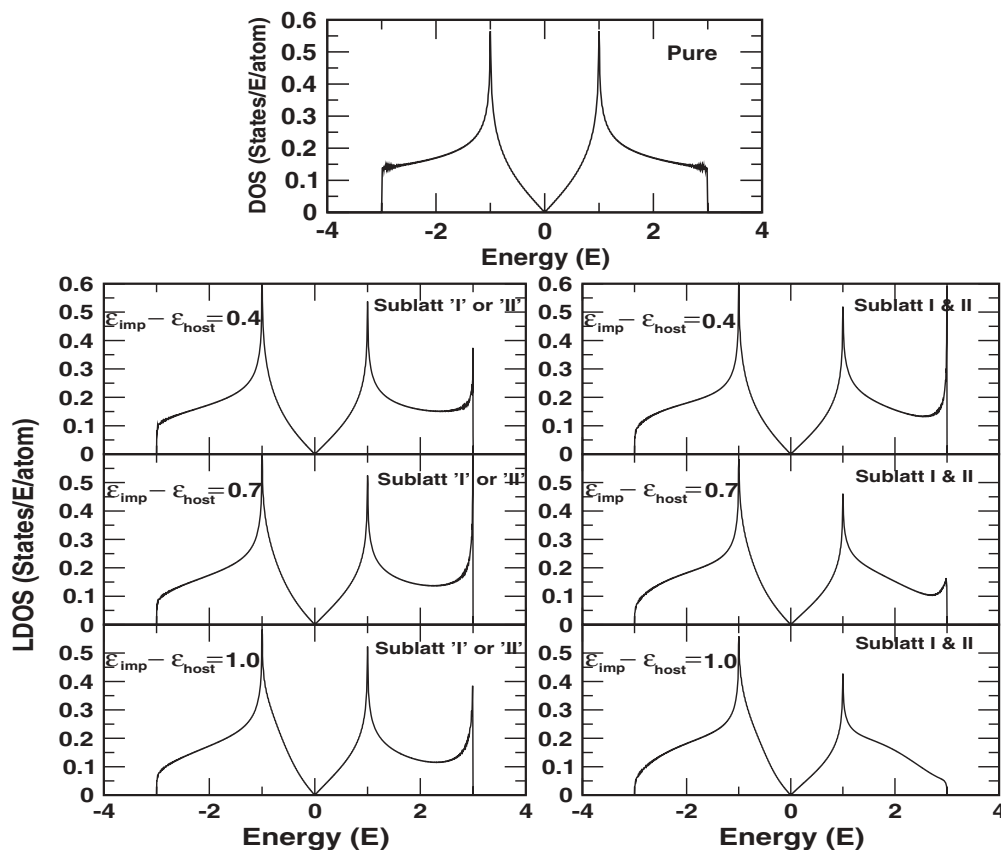 0.6
0.5
0.4
0.3
0.2
0.1
0
DOS (States/E/atom)
Pure
-4 -2 0 2 4
Energy (E)
LDOS (States/E/atom)
0.6
0.5
0.4
0.3
0.2
0.1
0
εimp − εhost = 0.4
Sublatt 'I' or 'II'
0.6
0.5
0.4
0.3
0.2
0.1
0
εimp − εhost = 0.4
Sublatt I & II
0.5
0.4
0.3
0.2
0.1
0
εimp − εhost = 0.7
Sublatt 'I' or 'II'
0.5
0.4
0.3
0.2
0.1
0
εimp − εhost = 0.7
Sublatt I & II
0.5
0.4
0.3
0.2
0.1
0
εimp − εhost = 1.0
Sublatt 'I' or 'II'
-4 -2 0 2 4
Energy (E)
0.5
0.4
0.3
0.2
0.1
0
εimp − εhost = 1.0
Sublatt I & II
-2 0 2 4
Energy (E)